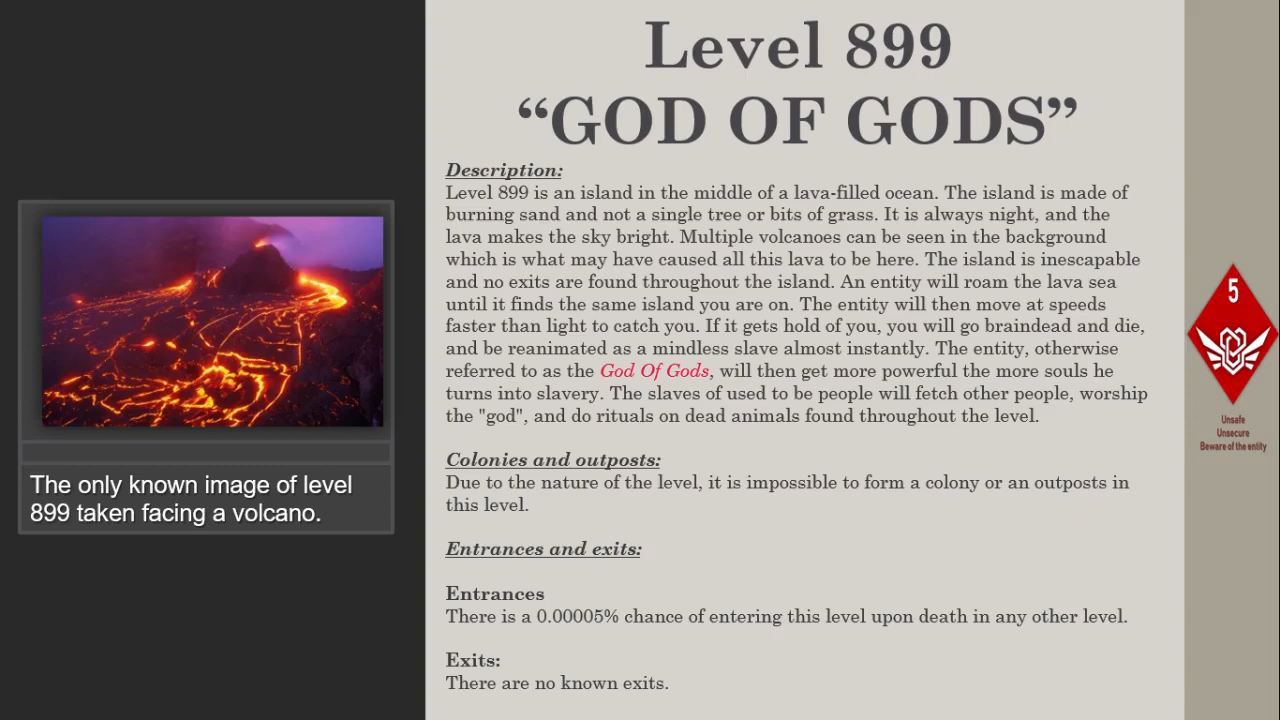 Level 899
“GOD OF GODS”
Description:
Level 899 is an island in the middle of a lava-filled ocean. The island is made of
burning sand and not a single tree or bits of grass. It is always night, and the
lava makes the sky bright. Multiple volcanoes can be seen in the background
which is what may have caused all this lava to be here. The island is inescapable
and no exits are found throughout the island. An entity will roam the lava sea
until it finds the same island you are on. The entity will then move at speeds
faster than light to catch you. If it gets hold of you, you will go braindead and die,
and be reanimated as a mindless slave almost instantly. The entity, otherwise
referred to as the God Of Gods, will then get more powerful the more souls he
turns into slavery. The slaves of used to be people will fetch other people, worship
the "god", and do rituals on dead animals found throughout the level.
Colonies and outposts:
Due to the nature of the level, it is impossible to form a colony or an outposts in
this level.
Entrances and exits:
Entrances
There is a 0.00005% chance of entering this level upon death in any other level.
Exits:
There are no known exits.
The only known image of level
899 taken facing a volcano.
5
Unsafe
Unsecure
Beware of the entity